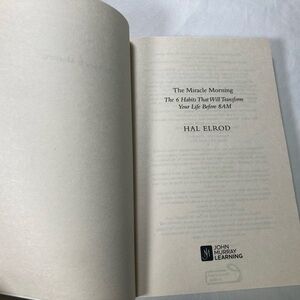 The Miracle Morning
The 6 Habits That Will Transform
Your Life Before 8AM
HAL ELROD
JOHN
MURRAY
LEARNING